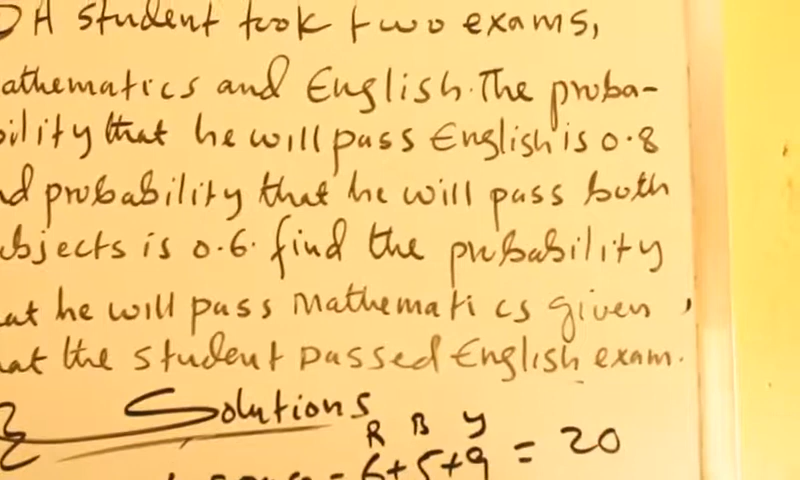 A student took two exams,
athematics and English. The proba-
bility that he will pass English is 0.8
nd probability that he will pass both
bjects is 0.6. find the probability
at he will pass Mathematics given
at the student passed English exam.
Solutions
R B Y
6+5+9 = 20